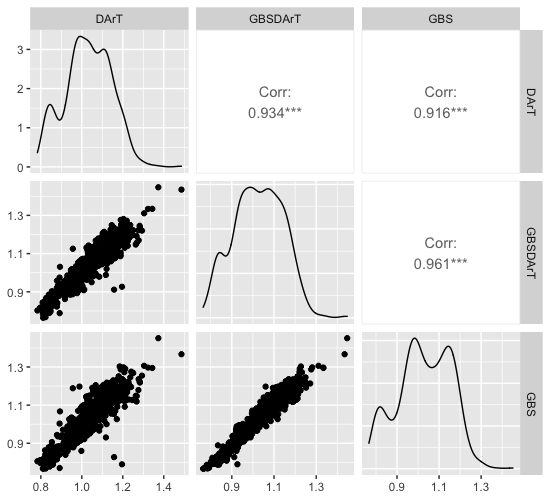 DArT
GBSDArT
GBS
3
2
1
0
Corr:
0.934***
Corr:
0.916***
DArT
1.3
1.1
0.9
Corr:
0.961***
GBSDArT
1.3
1.1
0.9
GBS
0.8 1.0 1.2 1.4
0.9 1.1 1.3
0.9 1.1 1.3